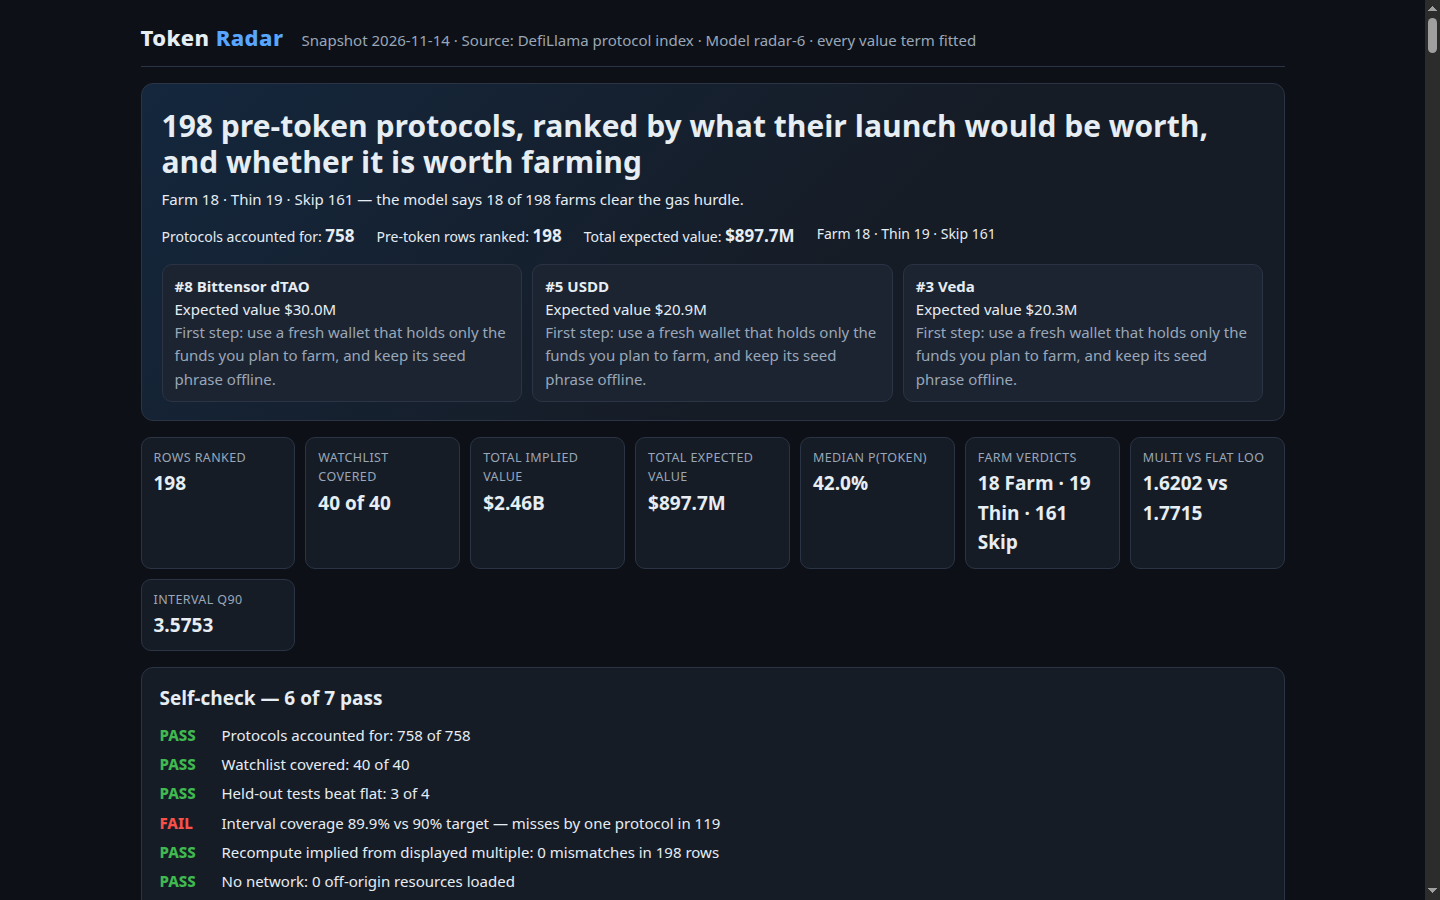 Token Radar Snapshot 2026-11-14 · Source: DefiLlama protocol index · Model radar-6 · every value term fitted
198 pre-token protocols, ranked by what their launch would be worth,
and whether it is worth farming
Farm 18 · Thin 19 · Skip 161 — the model says 18 of 198 farms clear the gas hurdle.
Protocols accounted for: 758 Pre-token rows ranked: 198 Total expected value: $897.7M Farm 18 · Thin 19 · Skip 161
#8 Bittensor dTAO
Expected value $30.0M
First step: use a fresh wallet that holds only the
funds you plan to farm, and keep its seed
phrase offline.
#5 USDD
Expected value $20.9M
First step: use a fresh wallet that holds only the
funds you plan to farm, and keep its seed
phrase offline.
#3 Veda
Expected value $20.3M
First step: use a fresh wallet that holds only the
funds you plan to farm, and keep its seed
phrase offline.
ROWS RANKED
198
WATCHLIST
COVERED
40 of 40
TOTAL IMPLIED
VALUE
$2.46B
TOTAL EXPECTED
VALUE
$897.7M
MEDIAN P(TOKEN)
42.0%
FARM VERDICTS
18 Farm · 19
Thin · 161
Skip
MULTI VS FLAT LOO
1.6202 vs
1.7715
INTERVAL Q90
3.5753
Self-check — 6 of 7 pass
PASS Protocols accounted for: 758 of 758
PASS Watchlist covered: 40 of 40
PASS Held-out tests beat flat: 3 of 4
FAIL Interval coverage 89.9% vs 90% target — misses by one protocol in 119
PASS Recompute implied from displayed multiple: 0 mismatches in 198 rows
PASS No network: 0 off-origin resources loaded